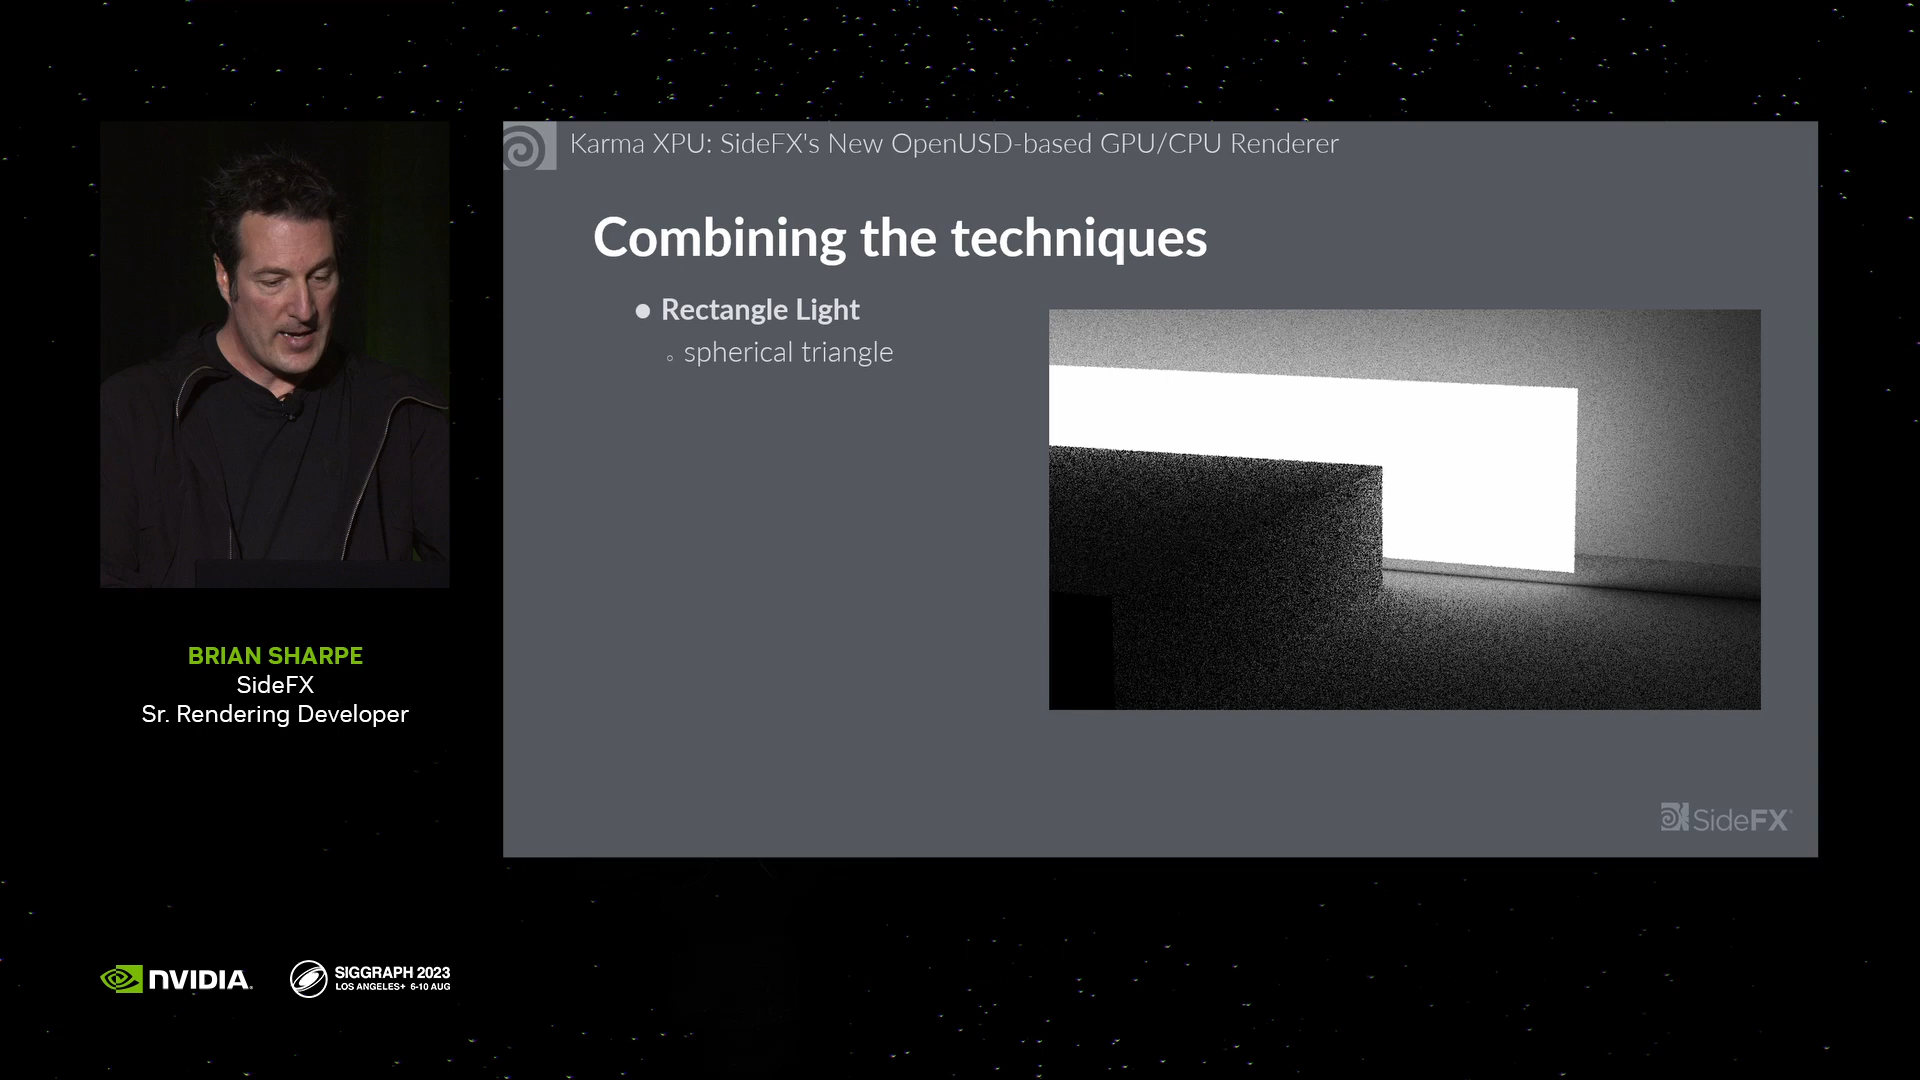 Karma XPU: SideFX's New OpenUSD-based GPU/CPU Renderer
Combining the techniques
● Rectangle Light
○ spherical triangle
SideFX
BRIAN SHARPE
SideFX
Sr. Rendering Developer
NVIDIA.
SIGGRAPH 2023
LOS ANGELES+ 6-10 AUG